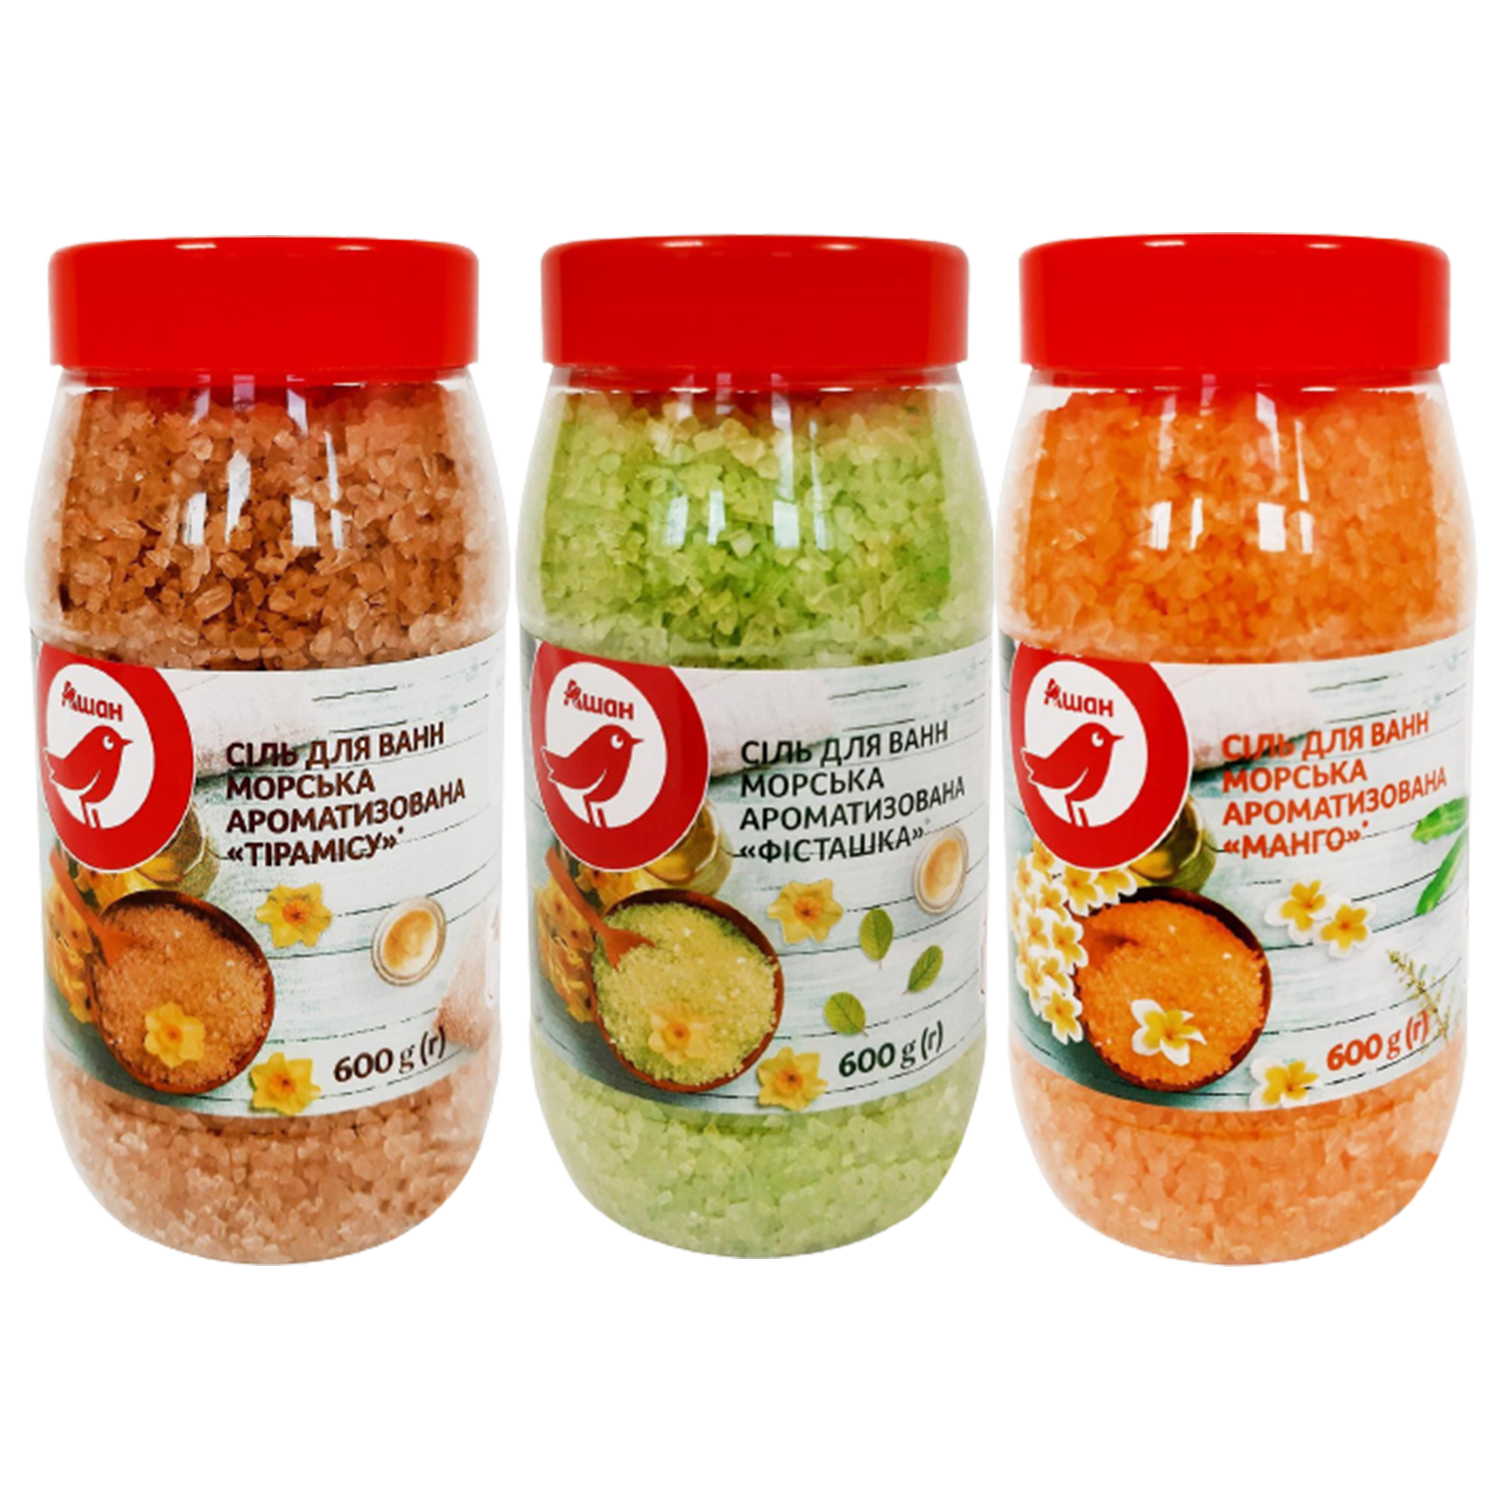 Ашан
СІЛЬ ДЛЯ ВАНН
МОРСЬКА
АРОМАТИЗОВАНА
«ТІРАМІСУ»*
600 g (г)
Ашан
СІЛЬ ДЛЯ ВАНН
МОРСЬКА
АРОМАТИЗОВАНА
«ФІСТАШКА»*
600 g (г)
Ашан
СІЛЬ ДЛЯ ВАНН
МОРСЬКА
АРОМАТИЗОВАНА
«МАНГО»*
600 g (г)